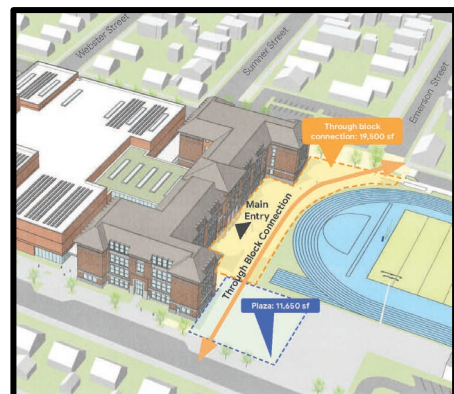 Webster Street
Sumner Street
Emerson Street
Through block
connection: 19,500 sf
Main
Entry
Through Block Connection
Plaza: 11,650 sf